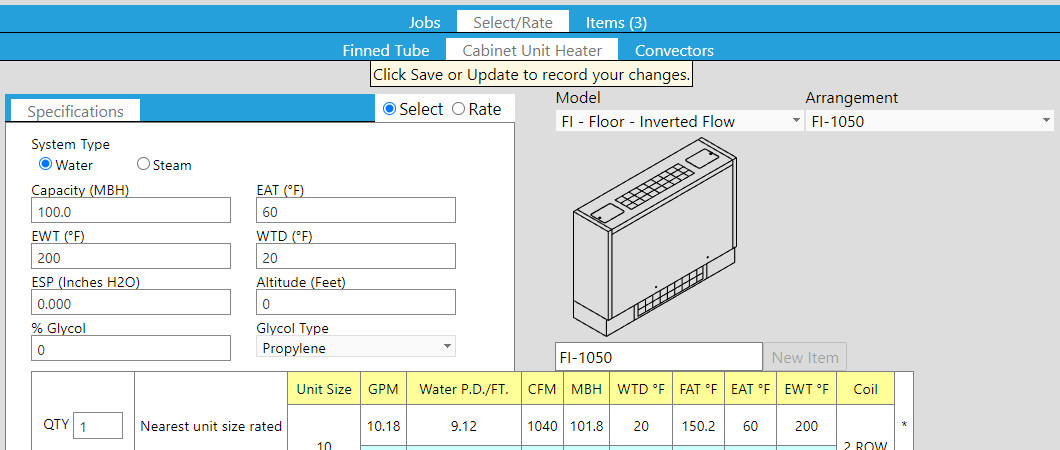 Jobs Select/Rate Items (3)
Finned Tube Cabinet Unit Heater Convectors
Click Save or Update to record your changes.
Specifications Select Rate
Model Arrangement
FI - Floor - Inverted Flow FI-1050
System Type
Water Steam
Capacity (MBH) EAT (°F)
100.0 60
EWT (°F) WTD (°F)
200 20
ESP (Inches H2O) Altitude (Feet)
0.000 0
% Glycol Glycol Type
0 Propylene
FI-1050 New Item
Unit Size GPM Water P.D./FT. CFM MBH WTD °F FAT °F EAT °F EWT °F Coil
QTY 1 Nearest unit size rated 10.18 9.12 1040 101.8 20 150.2 60 200 *
10 2 ROW